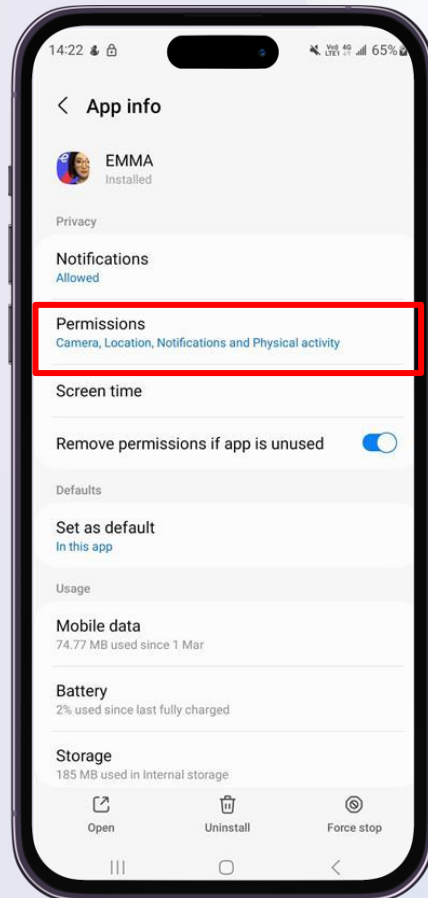 14:22 65%
App info
EMMA
Installed
Privacy
Notifications
Allowed
Permissions
Camera, Location, Notifications and Physical activity
Screen time
Remove permissions if app is unused
Defaults
Set as default
In this app
Usage
Mobile data
74.77 MB used since 1 Mar
Battery
2% used since last fully charged
Storage
185 MB used in Internal storage
Open Uninstall Force stop